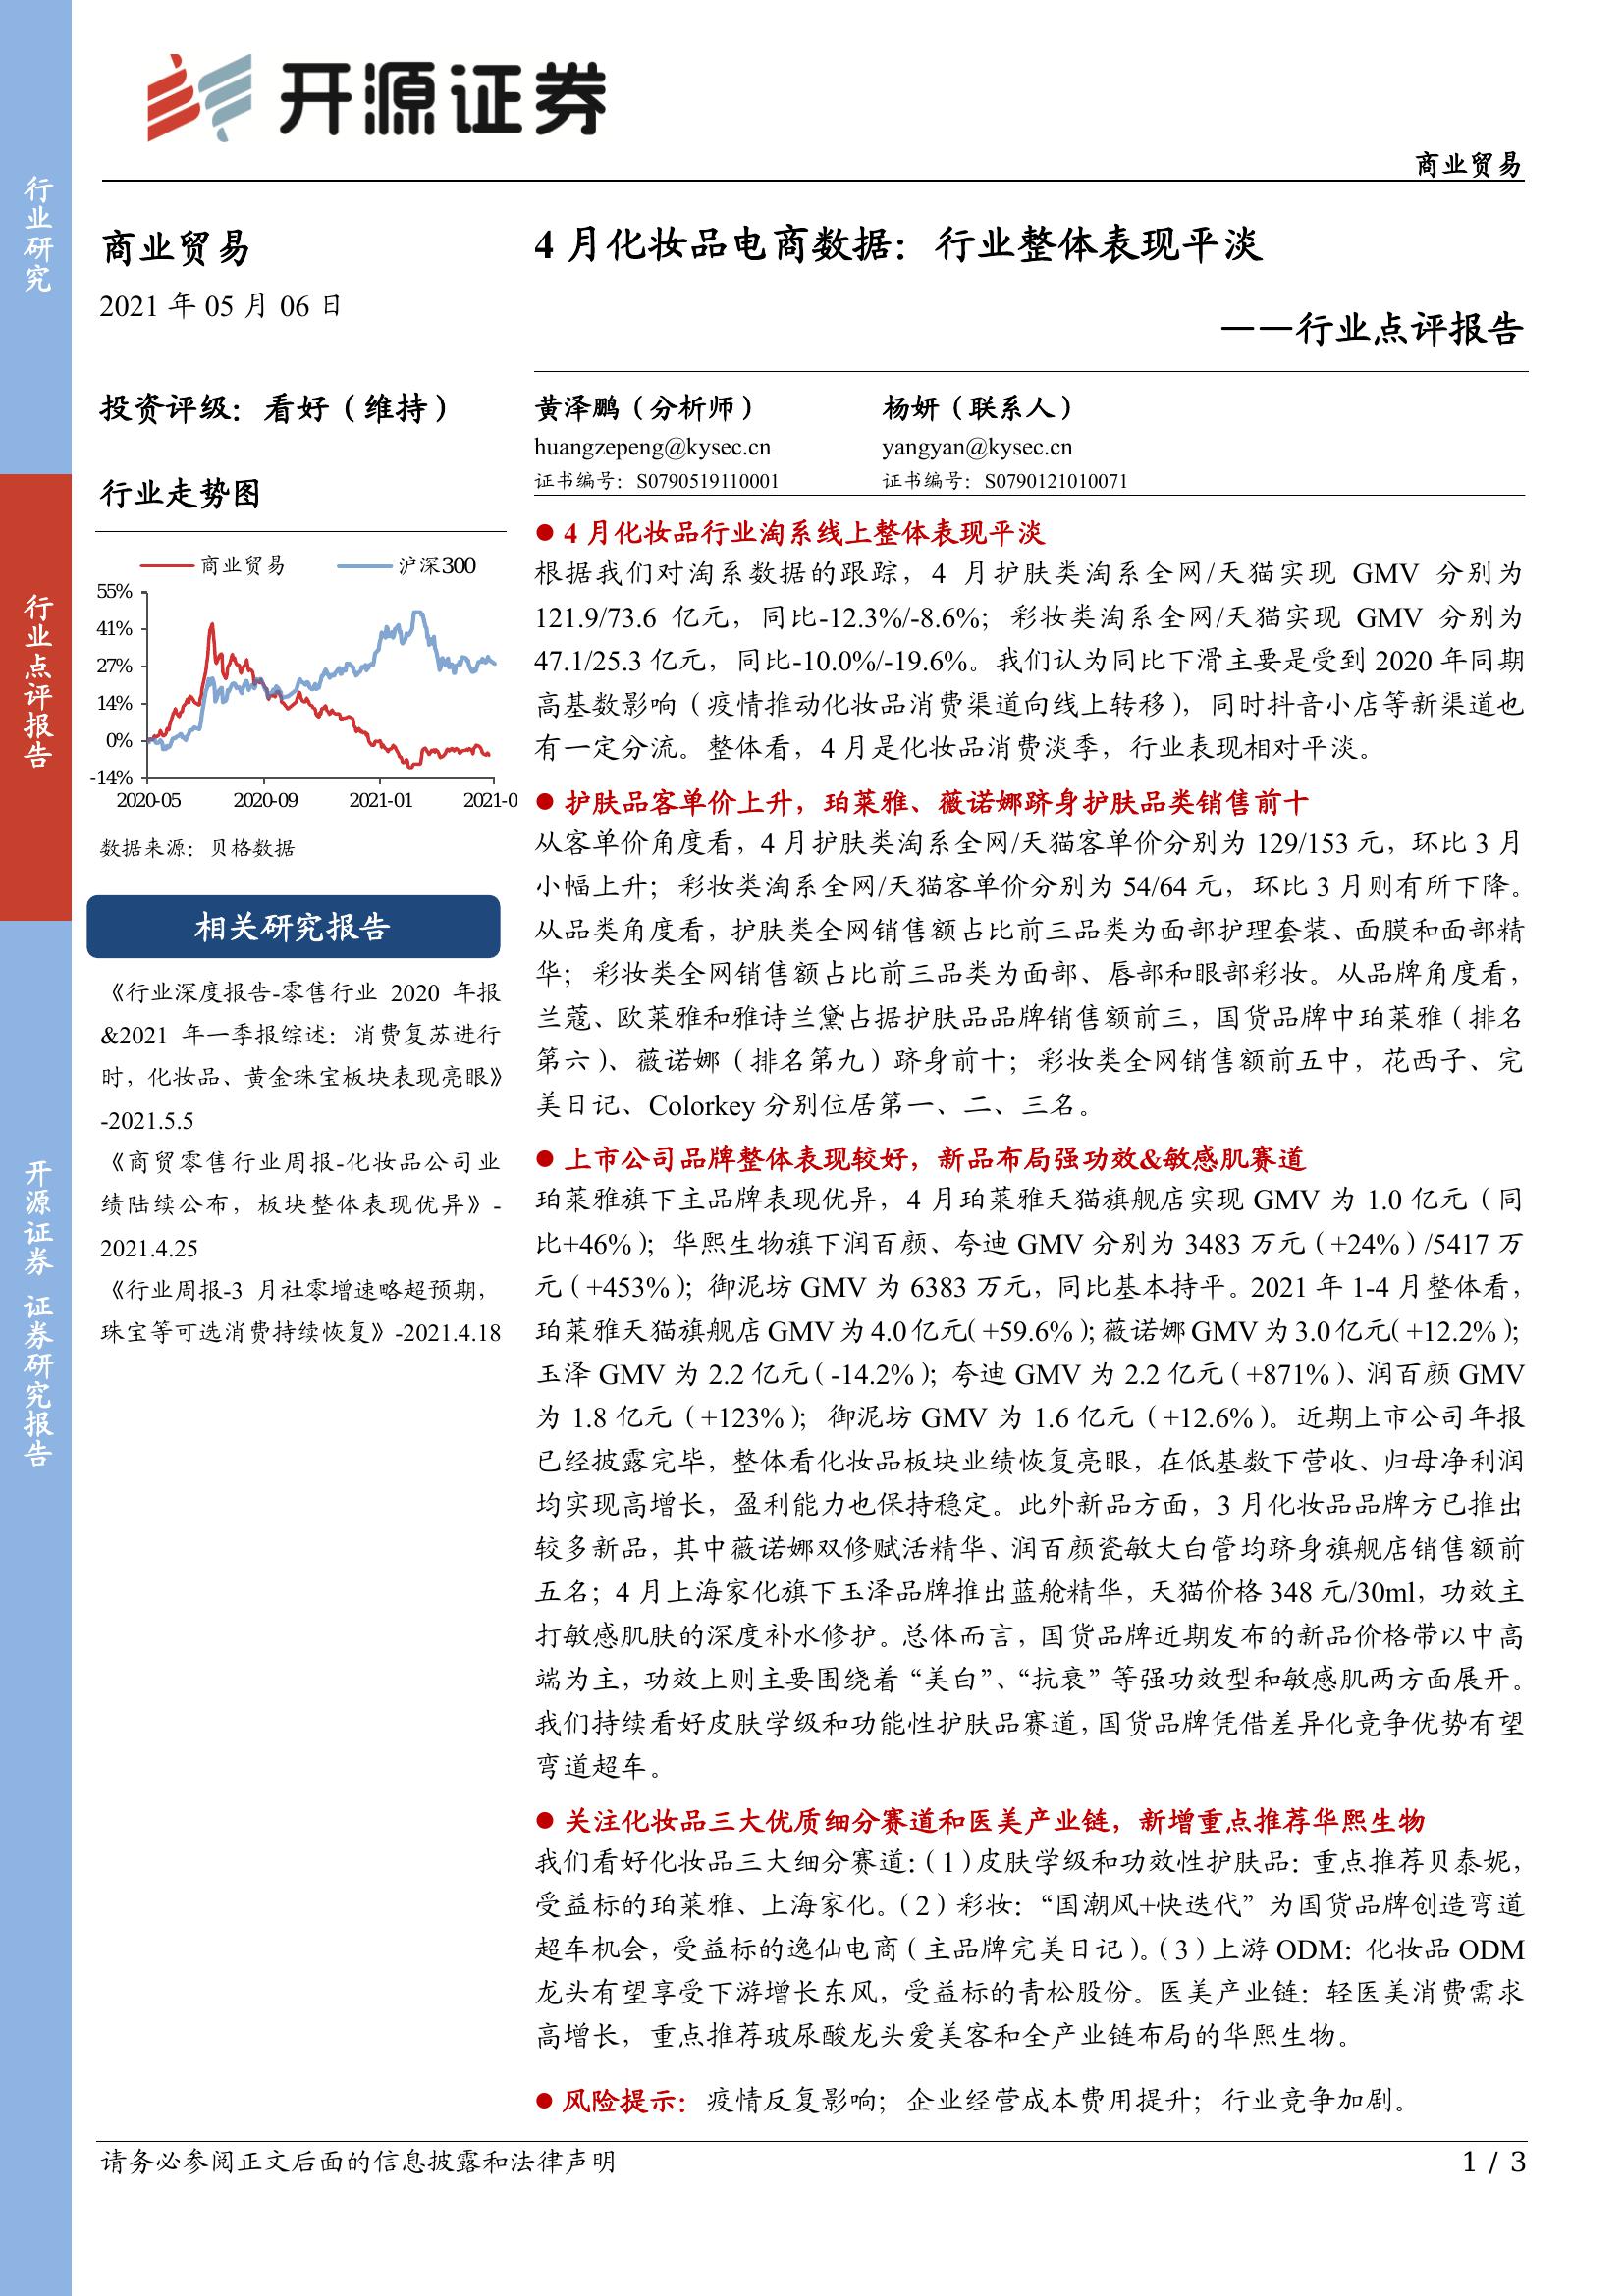 开源证券
商业贸易
行业研究
行业点评报告
开源证券 证券研究报告
商业贸易
2021 年 05 月 06 日
投资评级：看好（维持）
行业走势图
商业贸易 沪深300
55%
41%
27%
14%
0%
-14%
2020-05 2020-09 2021-01 2021-0
数据来源：贝格数据
相关研究报告
《行业深度报告-零售行业 2020 年报
&2021 年一季报综述：消费复苏进行
时，化妆品、黄金珠宝板块表现亮眼》
-2021.5.5
《商贸零售行业周报-化妆品公司业
绩陆续公布，板块整体表现优异》-
2021.4.25
《行业周报-3 月社零增速略超预期，
珠宝等可选消费持续恢复》-2021.4.18
4 月化妆品电商数据：行业整体表现平淡
——行业点评报告
黄泽鹏（分析师） 杨妍（联系人）
huangzepeng@kysec.cn yangyan@kysec.cn
证书编号：S0790519110001 证书编号：S0790121010071
● 4 月化妆品行业淘系线上整体表现平淡
根据我们对淘系数据的跟踪，4 月护肤类淘系全网/天猫实现 GMV 分别为
121.9/73.6 亿元，同比-12.3%/-8.6%；彩妆类淘系全网/天猫实现 GMV 分别为
47.1/25.3 亿元，同比-10.0%/-19.6%。我们认为同比下滑主要是受到 2020 年同期
高基数影响（疫情推动化妆品消费渠道向线上转移），同时抖音小店等新渠道也
有一定分流。整体看，4 月是化妆品消费淡季，行业表现相对平淡。
● 护肤品客单价上升，珀莱雅、薇诺娜跻身护肤品类销售前十
从客单价角度看，4 月护肤类淘系全网/天猫客单价分别为 129/153 元，环比 3 月
小幅上升；彩妆类淘系全网/天猫客单价分别为 54/64 元，环比 3 月则有所下降。
从品类角度看，护肤类全网销售额占比前三品类为面部护理套装、面膜和面部精
华；彩妆类全网销售额占比前三品类为面部、唇部和眼部彩妆。从品牌角度看，
兰蔻、欧莱雅和雅诗兰黛占据护肤品品牌销售额前三，国货品牌中珀莱雅（排名
第六）、薇诺娜（排名第九）跻身前十；彩妆类全网销售额前五中，花西子、完
美日记、Colorkey 分别位居第一、二、三名。
● 上市公司品牌整体表现较好，新品布局强功效&敏感肌赛道
珀莱雅旗下主品牌表现优异，4 月珀莱雅天猫旗舰店实现 GMV 为 1.0 亿元（同
比+46%）；华熙生物旗下润百颜、夸迪 GMV 分别为 3483 万元（+24%）/5417 万
元（+453%）；御泥坊 GMV 为 6383 万元，同比基本持平。2021 年 1-4 月整体看，
珀莱雅天猫旗舰店 GMV 为 4.0 亿元（+59.6%）；薇诺娜 GMV 为 3.0 亿元（+12.2%）；
玉泽 GMV 为 2.2 亿元（-14.2%）；夸迪 GMV 为 2.2 亿元（+871%）、润百颜 GMV
为 1.8 亿元（+123%）；御泥坊 GMV 为 1.6 亿元（+12.6%）。近期上市公司年报
已经披露完毕，整体看化妆品板块业绩恢复亮眼，在低基数下营收、归母净利润
均实现高增长，盈利能力也保持稳定。此外新品方面，3 月化妆品品牌方已推出
较多新品，其中薇诺娜双修赋活精华、润百颜瓷敏大白管均跻身旗舰店销售额前
五名；4 月上海家化旗下玉泽品牌推出蓝舱精华，天猫价格 348 元/30ml，功效主
打敏感肌肤的深度补水修护。总体而言，国货品牌近期发布的新品价格带以中高
端为主，功效上则主要围绕着“美白”、“抗衰”等强功效型和敏感肌两方面展开。
我们持续看好皮肤学级和功能性护肤品赛道，国货品牌凭借差异化竞争优势有望
弯道超车。
● 关注化妆品三大优质细分赛道和医美产业链，新增重点推荐华熙生物
我们看好化妆品三大细分赛道：（1）皮肤学级和功效性护肤品：重点推荐贝泰妮，
受益标的珀莱雅、上海家化。（2）彩妆：“国潮风+快迭代”为国货品牌创造弯道
超车机会，受益标的逸仙电商（主品牌完美日记）。（3）上游 ODM：化妆品 ODM
龙头有望享受下游增长东风，受益标的青松股份。医美产业链：轻医美消费需求
高增长，重点推荐玻尿酸龙头爱美客和全产业链布局的华熙生物。
● 风险提示：疫情反复影响；企业经营成本费用提升；行业竞争加剧。
请务必参阅正文后面的信息披露和法律声明 1 / 3